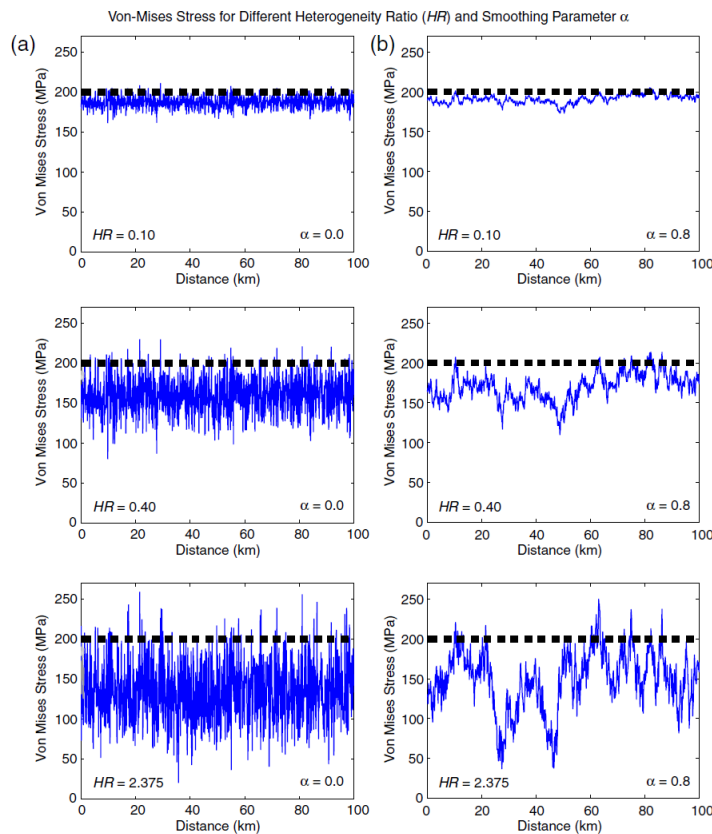 Von-Mises Stress for Different Heterogeneity Ratio (HR) and Smoothing Parameter α
(a)
250
200
150
100
50
0
Von Mises Stress (MPa)
HR = 0.10
α = 0.0
0 20 40 60 80 100
Distance (km)
(b)
250
200
150
100
50
0
Von Mises Stress (MPa)
HR = 0.10
α = 0.8
0 20 40 60 80 100
Distance (km)
250
200
150
100
50
0
Von Mises Stress (MPa)
HR = 0.40
α = 0.0
0 20 40 60 80 100
Distance (km)
250
200
150
100
50
0
Von Mises Stress (MPa)
HR = 0.40
α = 0.8
0 20 40 60 80 100
Distance (km)
250
200
150
100
50
0
Von Mises Stress (MPa)
HR = 2.375
α = 0.0
0 20 40 60 80 100
Distance (km)
250
200
150
100
50
0
Von Mises Stress (MPa)
HR = 2.375
α = 0.8
0 20 40 60 80 100
Distance (km)